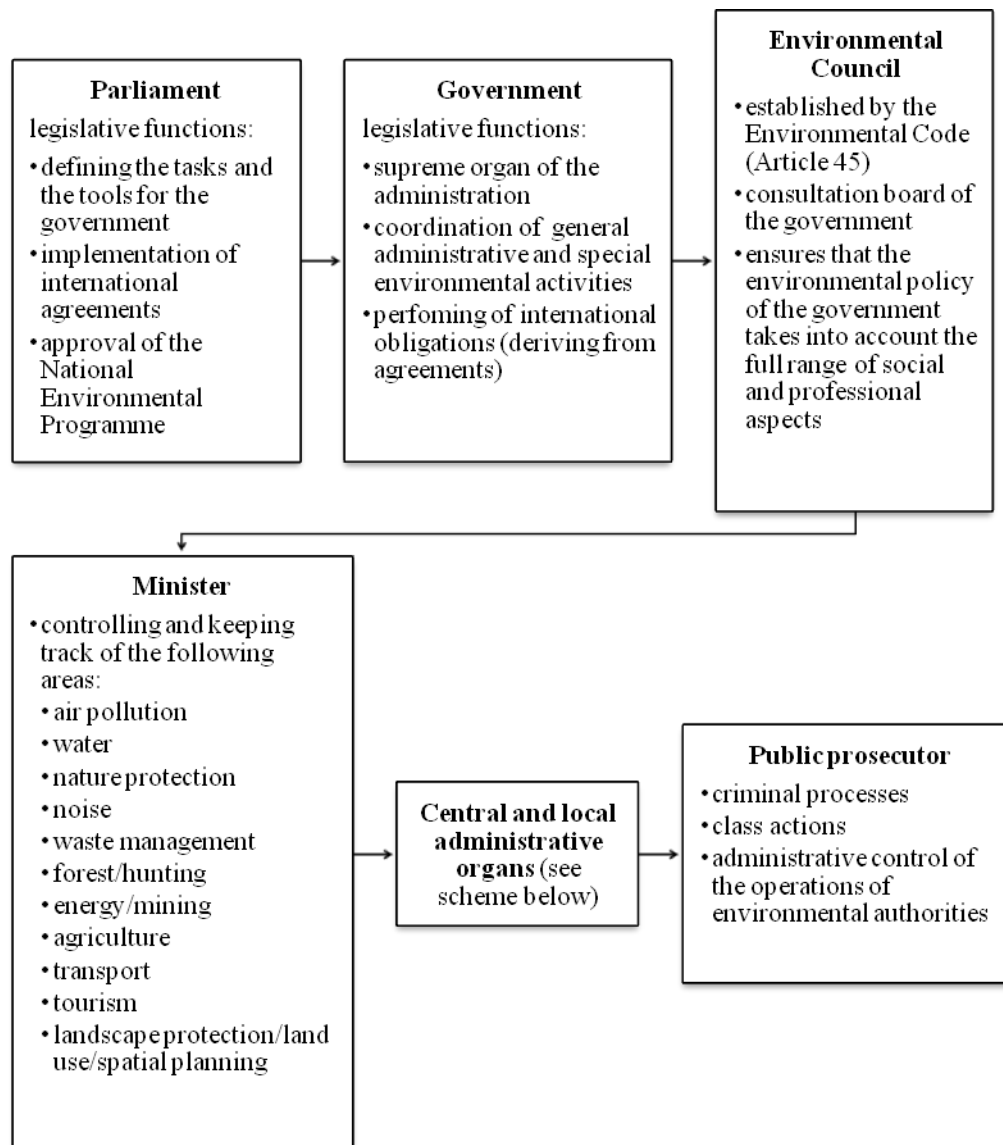 Parliament
legislative functions:
•defining the tasks and
the tools for the
government
•implementation of
international
agreements
•approval of the
National
Environmental
Programme
Government
legislative functions:
•supreme organ of the
administration
•coordination of general
administrative and special
environmental activities
•perfoming of international
obligations (deriving from
agreements)
Environmental
Council
•established by the
Environmental Code
(Article 45)
•consultation board of
the government
•ensures that the
environmental policy
of the government
takes into account the
full range of social
and professional
aspects
Minister
•controlling and keeping
track of the following
areas:
•air pollution
•water
•nature protection
•noise
•waste management
•forest/hunting
•energy/mining
•agriculture
•transport
•tourism
•landscape protection/land
use/spatial planning
Central and local
administrative
organs (see
scheme below)
Public prosecutor
•criminal processes
•class actions
•administrative control of
the operations of
environmental authorities